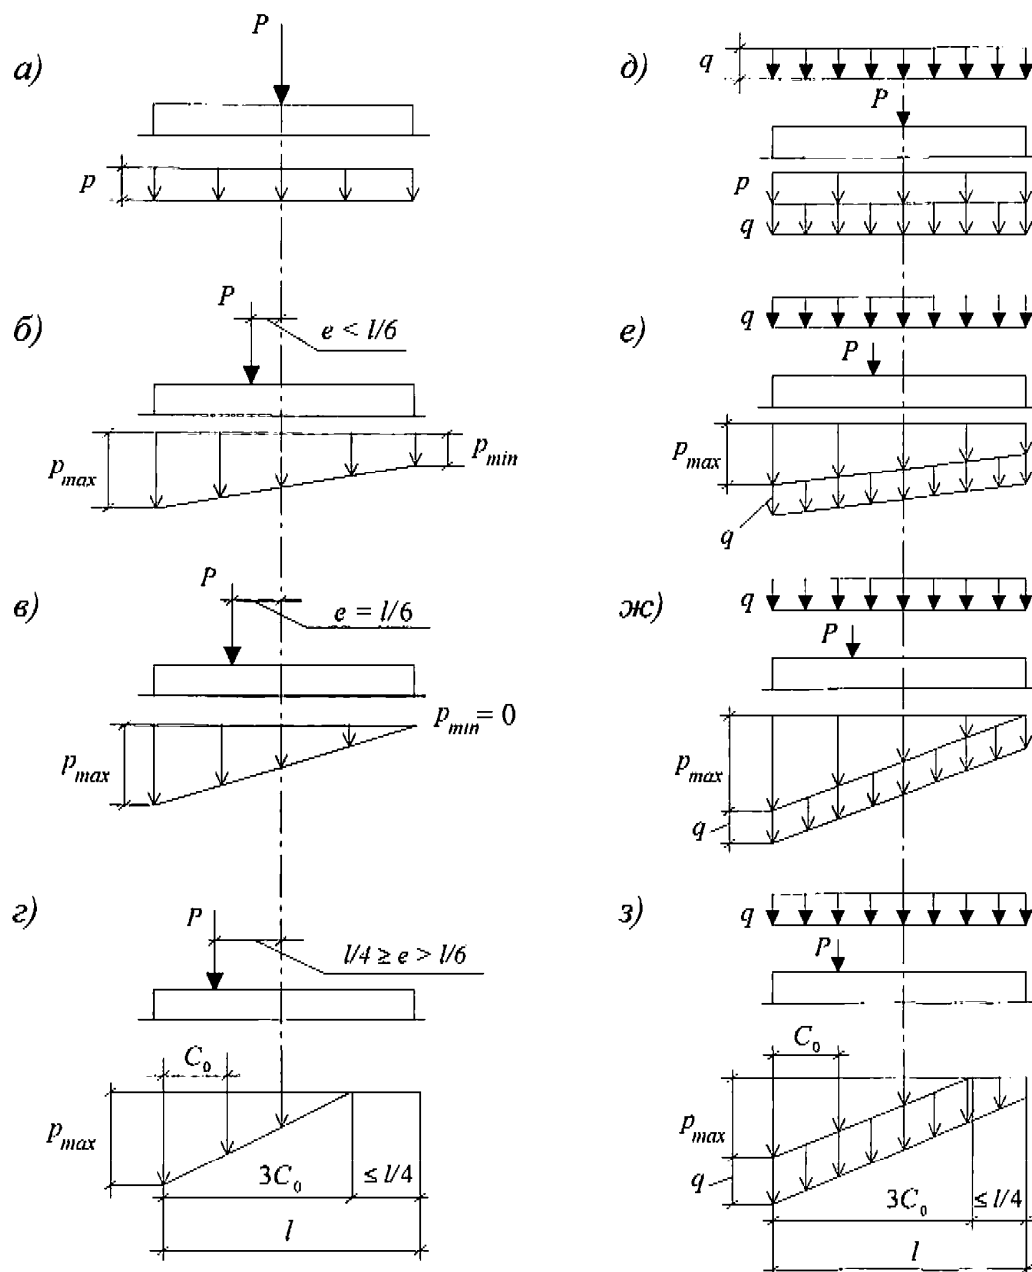 а)
P
p
б)
P
e < l/6
p_max
p_min
в)
P
e = l/6
p_max
p_min = 0
г)
P
l/4 ≥ e > l/6
C_0
p_max
3C_0
≤ l/4
l
д)
q
P
p
q
е)
q
P
p_max
q
ж)
q
P
p_max
q
з)
q
P
C_0
p_max
q
3C_0
≤ l/4
l